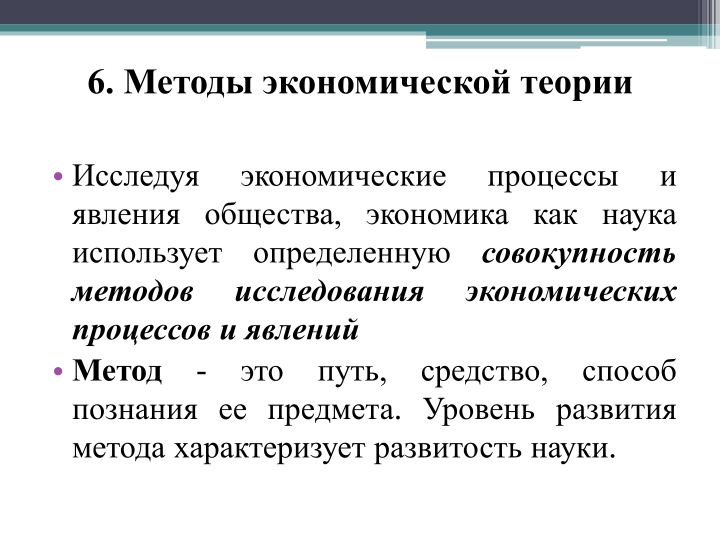 6. Методы экономической теории
• Исследуя экономические процессы и
явления общества, экономика как наука
использует определенную совокупность
методов исследования экономических
процессов и явлений
• Метод - это путь, средство, способ
познания ее предмета. Уровень развития
метода характеризует развитость науки.